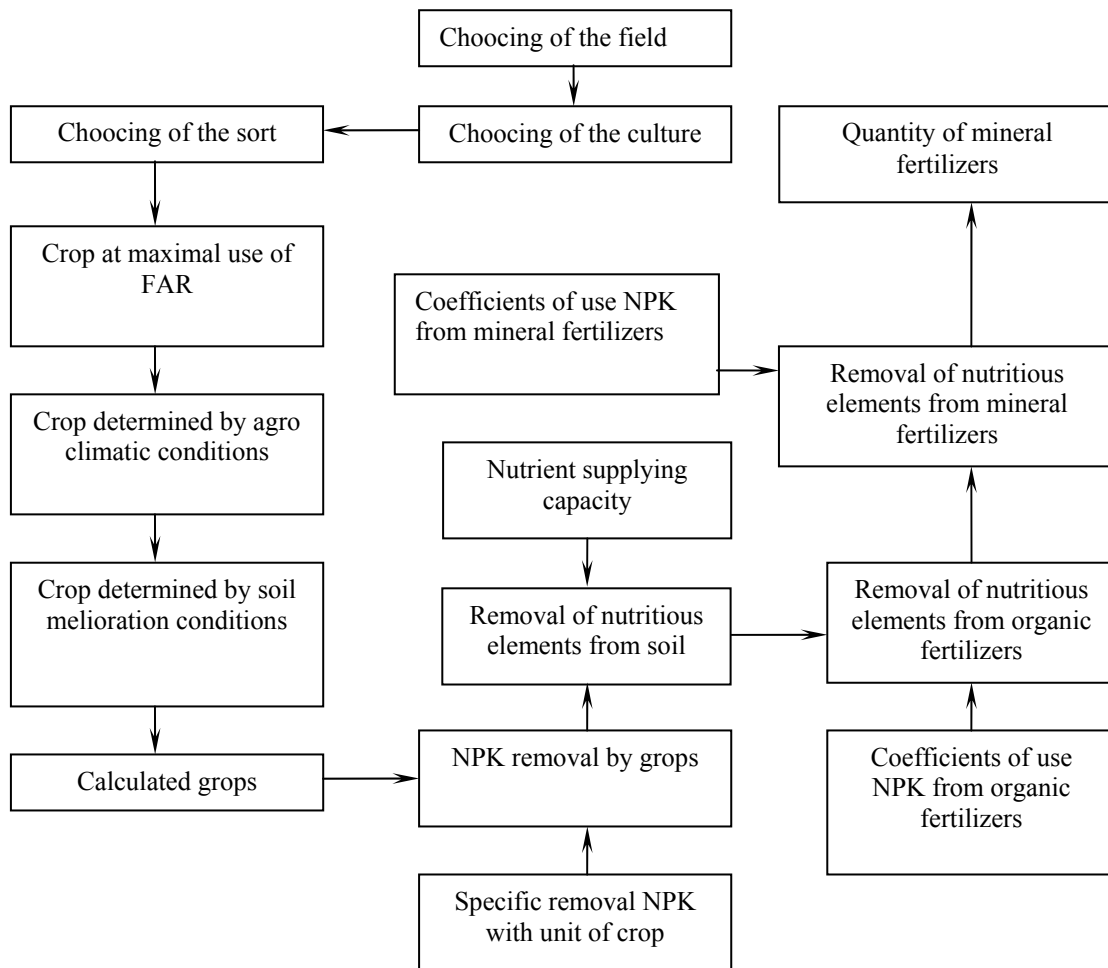 Choocing of the field
Choocing of the culture
Choocing of the sort
Crop at maximal use of
FAR
Crop determined by agro
climatic conditions
Crop determined by soil
melioration conditions
Calculated grops
NPK removal by grops
Specific removal NPK
with unit of crop
Removal of nutritious
elements from soil
Nutrient supplying
capacity
Removal of nutritious
elements from organic
fertilizers
Coefficients of use
NPK from organic
fertilizers
Removal of nutritious
elements from mineral
fertilizers
Coefficients of use NPK
from mineral fertilizers
Quantity of mineral
fertilizers